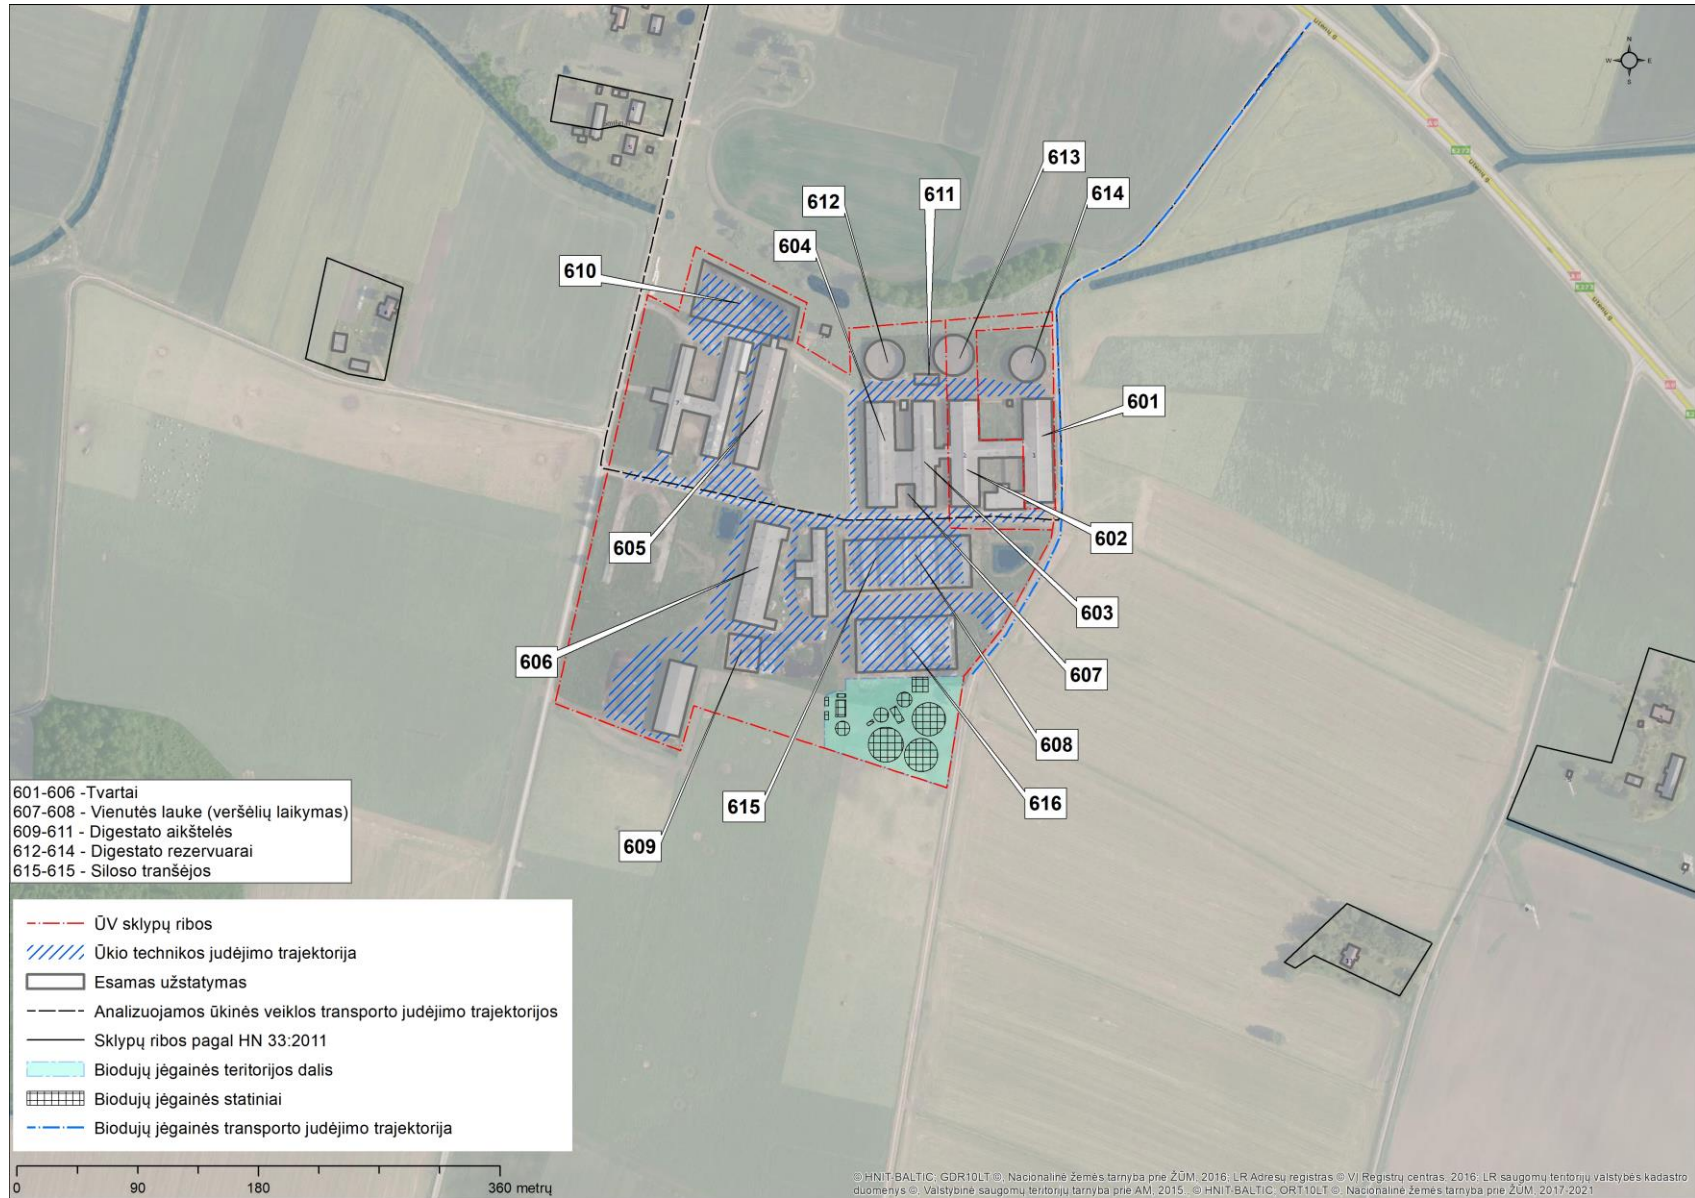 N
W E
S
Utenių g.
A9
E272
Utenių g.
613
612
611
614
604
610
601
605
602
603
606
607
608
615
616
609
601-606 -Tvartai
607-608 - Vienutės lauke (veršėlių laikymas)
609-611 - Digestato aikštelės
612-614 - Digestato rezervuarai
615-615 - Siloso tranšėjos
ŪV sklypų ribos
Ūkio technikos judėjimo trajektorija
Esamas užstatymas
Analizuojamos ūkinės veiklos transporto judėjimo trajektorijos
Sklypų ribos pagal HN 33:2011
Biodujų jėgainės teritorijos dalis
Biodujų jėgainės statiniai
Biodujų jėgainės transporto judėjimo trajektorija
0 90 180 360 metrų
© HNIT-BALTIC; GDR10LT ©, Nacionalinė žemės tarnyba prie ŽŪM, 2016; LR Adresų registras © VĮ Registrų centras, 2016; LR saugomų teritorijų valstybės kadastro
duomenys ©, Valstybinė saugomų teritorijų tarnyba prie AM, 2015.. © HNIT-BALTIC, ORT10LT ©, Nacionalinė žemės tarnyba prie ŽŪM, 2017-2021